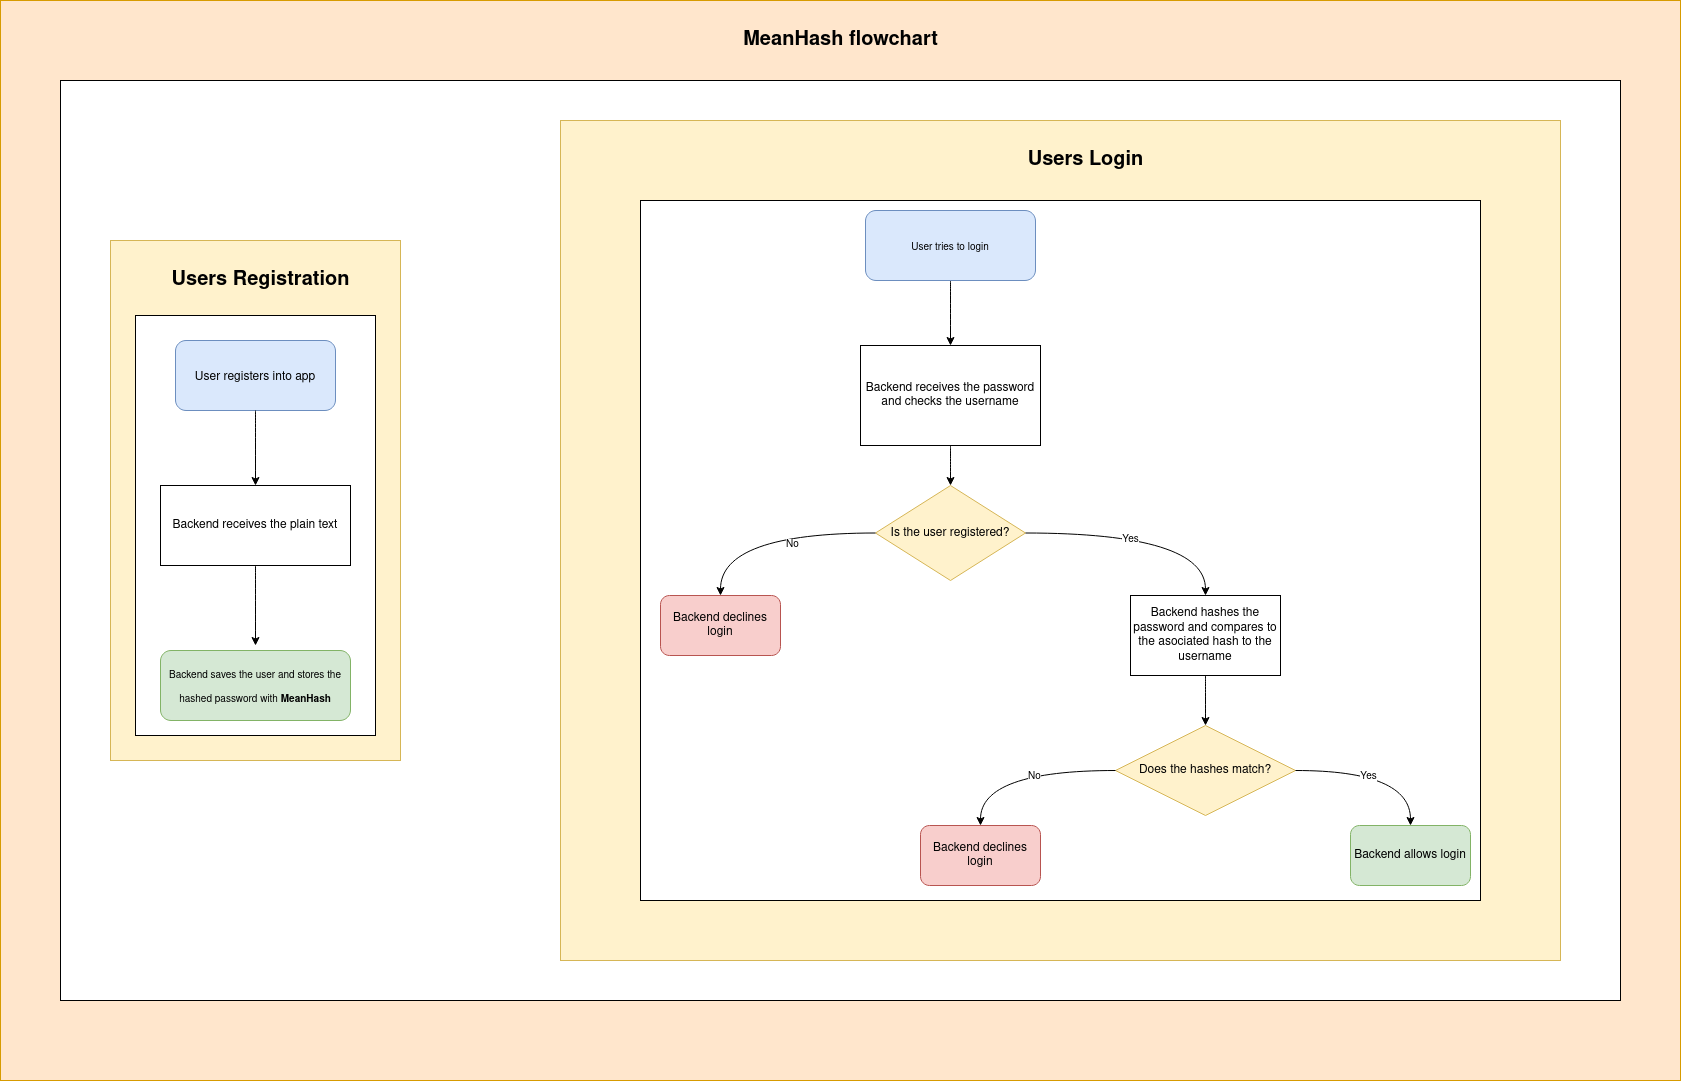 MeanHash flowchart
Users Registration
User registers into app
Backend receives the plain text
Backend saves the user and stores the
hashed password with MeanHash
Users Login
User tries to login
Backend receives the password
and checks the username
Is the user registered?
No
Yes
Backend declines
login
Backend hashes the
password and compares to
the asociated hash to the
username
Does the hashes match?
No
Yes
Backend declines
login
Backend allows login